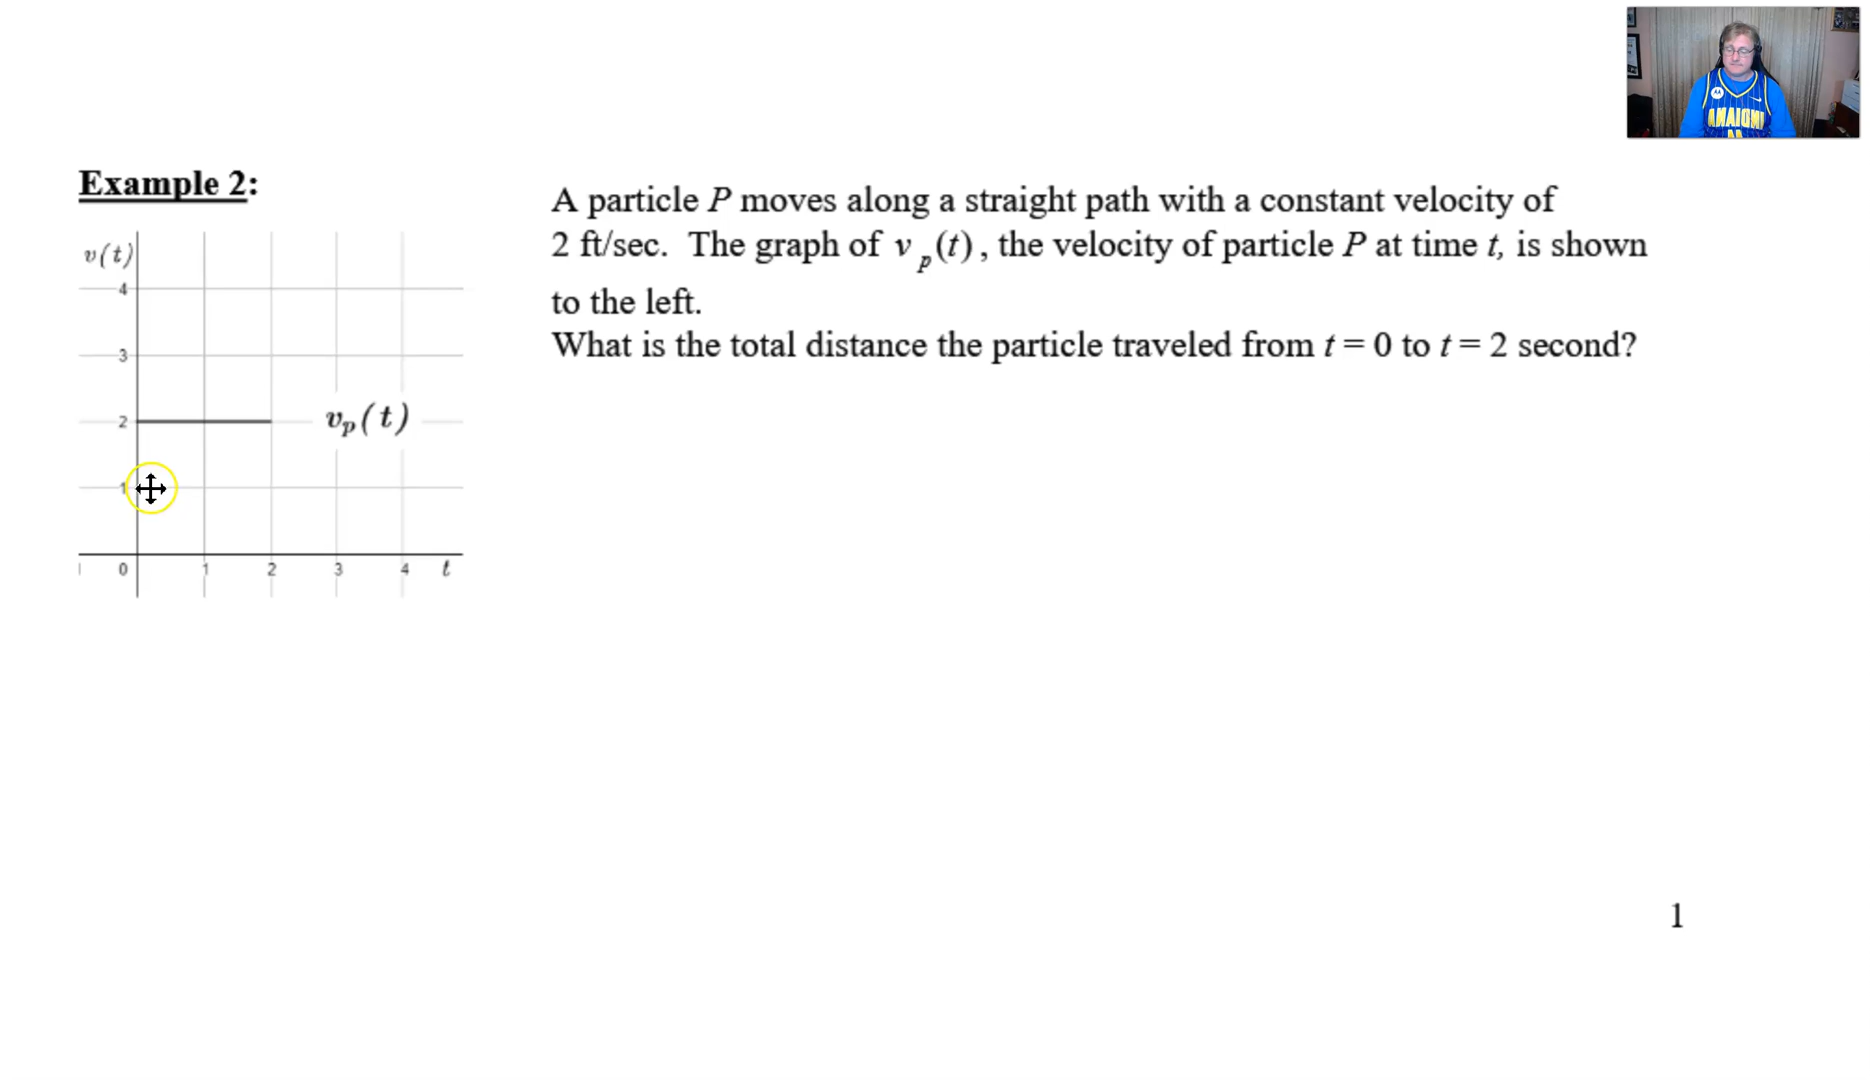 Example 2:
A particle P moves along a straight path with a constant velocity of
2 ft/sec. The graph of v_p(t), the velocity of particle P at time t, is shown
to the left.
What is the total distance the particle traveled from t = 0 to t = 2 second?
v(t)
4
3
2
v_p(t)
1
0 1 2 3 4 t
1